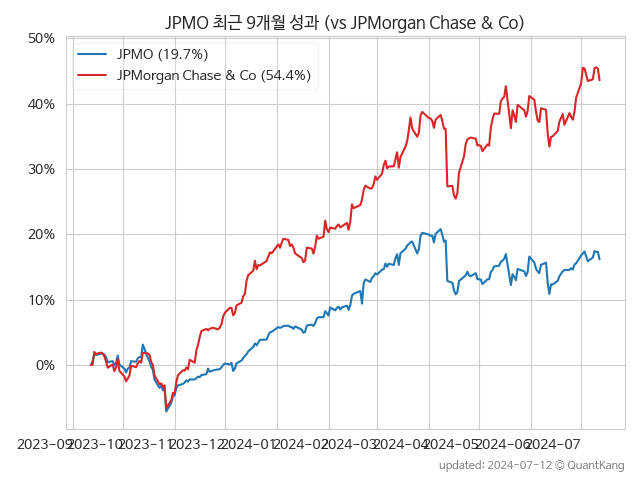 JPMO 최근 9개월 성과 (vs JPMorgan Chase & Co)
50%
JPMO (19.7%)
JPMorgan Chase & Co (54.4%)
40%
30%
20%
10%
0%
2023-09 2023-10 2023-11 2023-12 2024-01 2024-02 2024-03 2024-04 2024-05 2024-06 2024-07
updated: 2024-07-12 © QuantKang